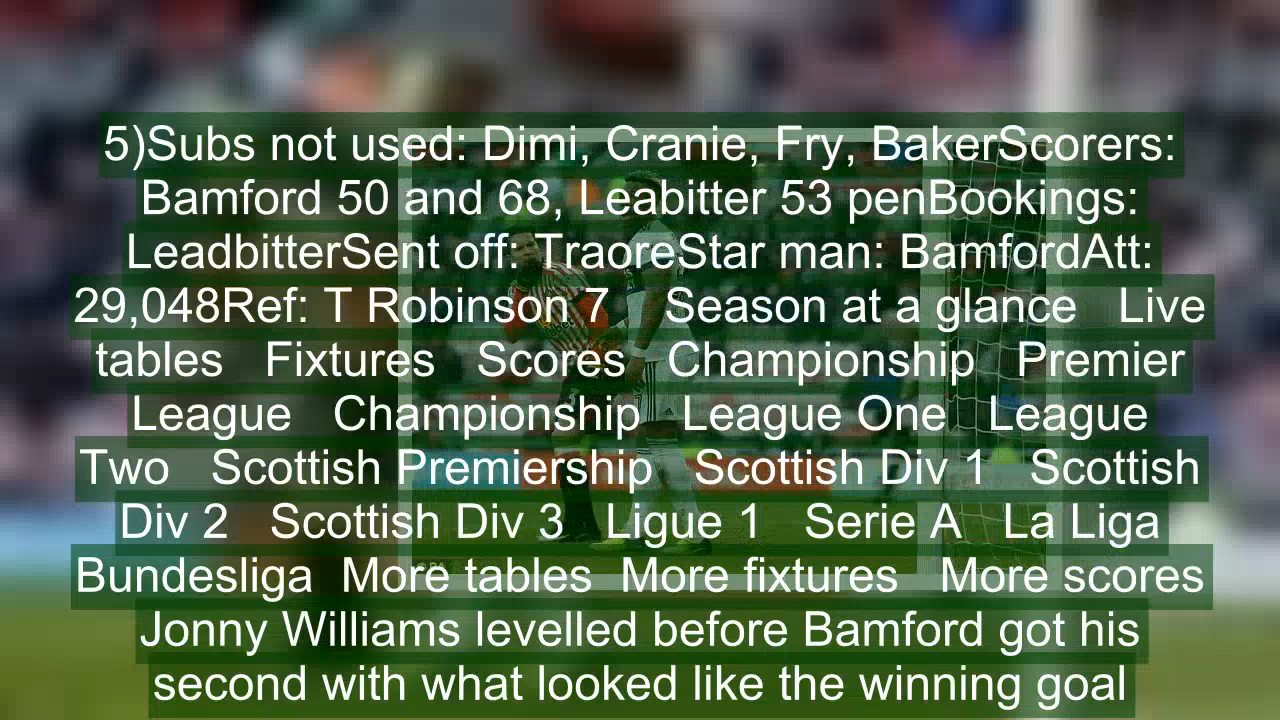 5)Subs not used: Dimi, Cranie, Fry, BakerScorers:
Bamford 50 and 68, Leabitter 53 penBookings:
LeadbitterSent off: TraoreStar man: BamfordAtt:
29,048Ref: T Robinson 7 Season at a glance Live
tables Fixtures Scores Championship Premier
League Championship League One League
Two Scottish Premiership Scottish Div 1 Scottish
Div 2 Scottish Div 3 Ligue 1 Serie A La Liga
Bundesliga More tables More fixtures More scores
Jonny Williams levelled before Bamford got his
second with what looked like the winning goal